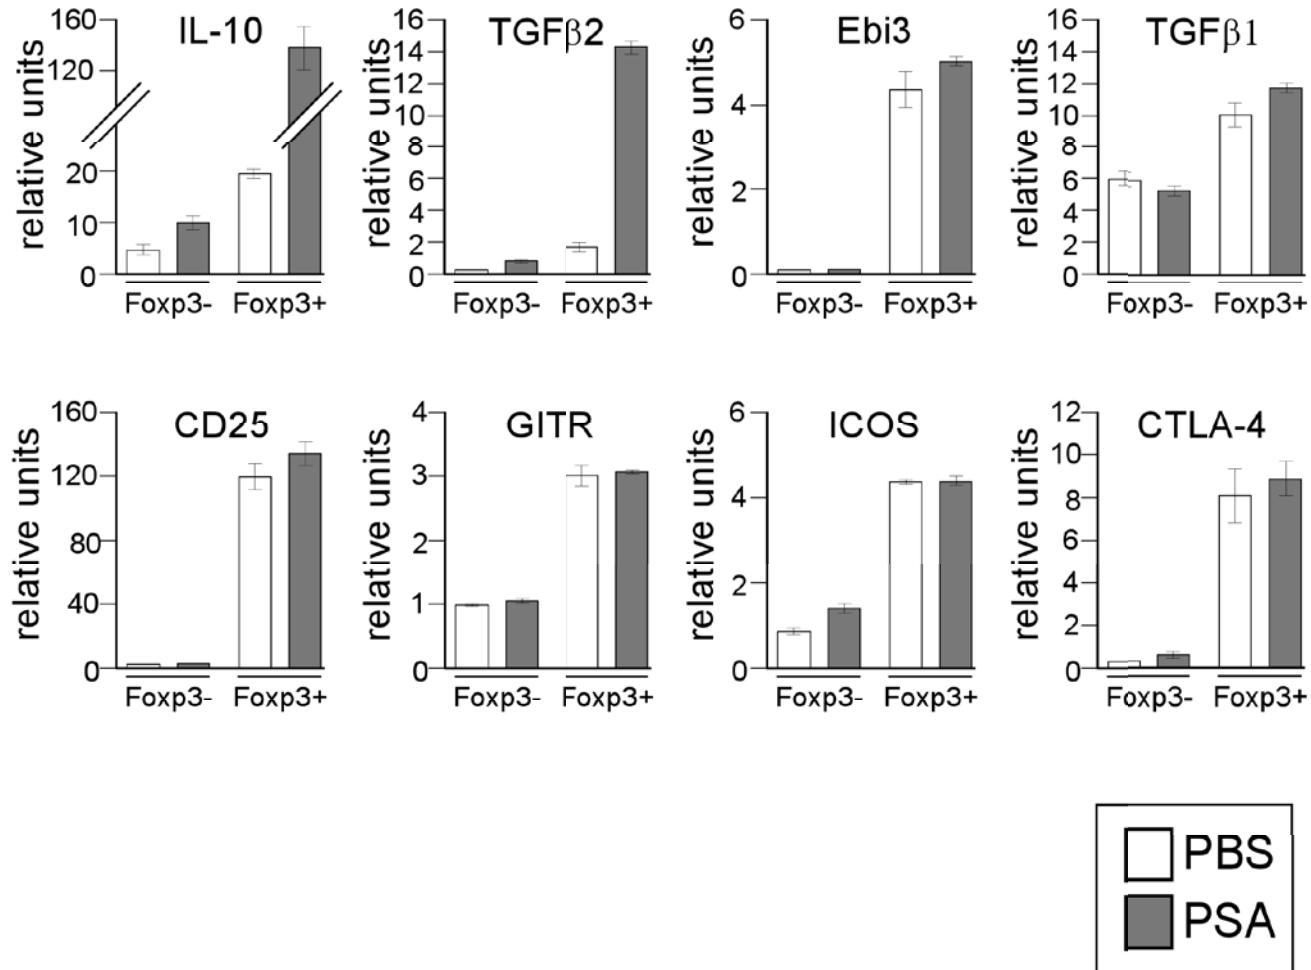 IL-10
relative units
160
120
20
10
0
Foxp3- Foxp3+
TGFβ2
relative units
16
14
12
10
8
6
4
2
0
Foxp3- Foxp3+
Ebi3
relative units
6
4
2
0
Foxp3- Foxp3+
TGFβ1
relative units
16
14
12
10
8
6
4
2
0
Foxp3- Foxp3+
CD25
relative units
160
120
80
40
0
Foxp3- Foxp3+
GITR
relative units
4
3
2
1
0
Foxp3- Foxp3+
ICOS
relative units
6
4
2
0
Foxp3- Foxp3+
CTLA-4
relative units
12
10
8
6
4
2
0
Foxp3- Foxp3+
PBS
PSA